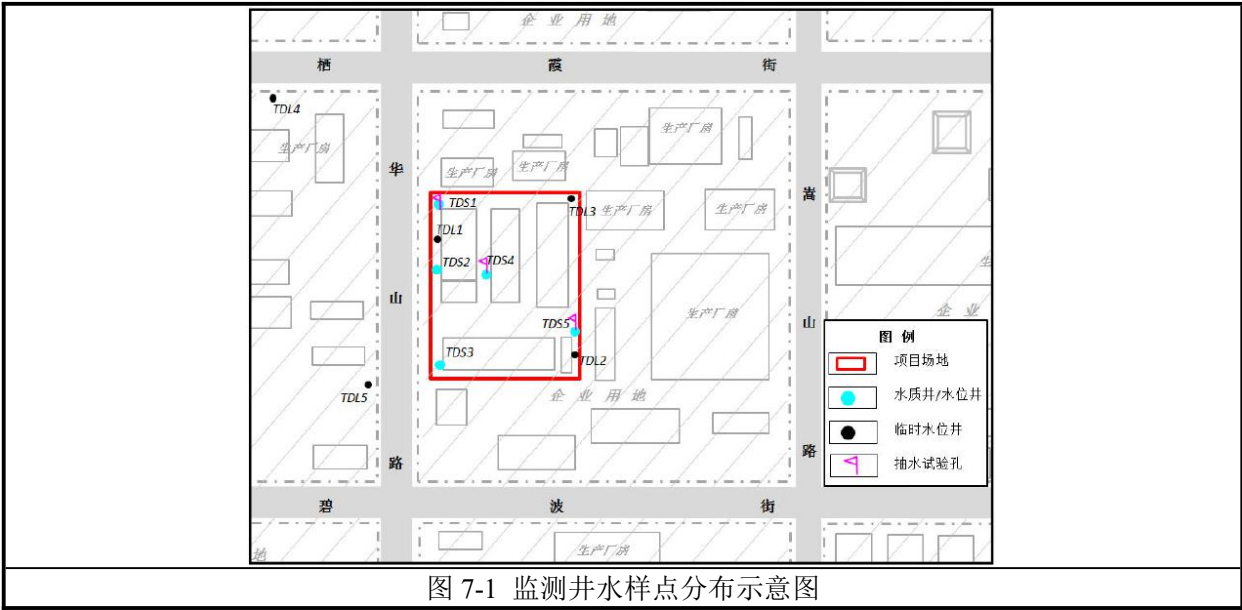 企业用地
栖霞街
TDL4
生产厂房
生产厂房
华
生产厂房
生产厂房
嵩
TDS1
TDL3
生产厂房
生产厂房
TDL1
TDS2
TDS4
生
山
企业
生产厂房
山
TDS5
图 例
项目场地
水质井/水位井
临时水位井
抽水试验孔
TDS3
TDL2
TDL5
企业用地
路
路
碧波街
地
生产厂房
图 7-1 监测井水样点分布示意图